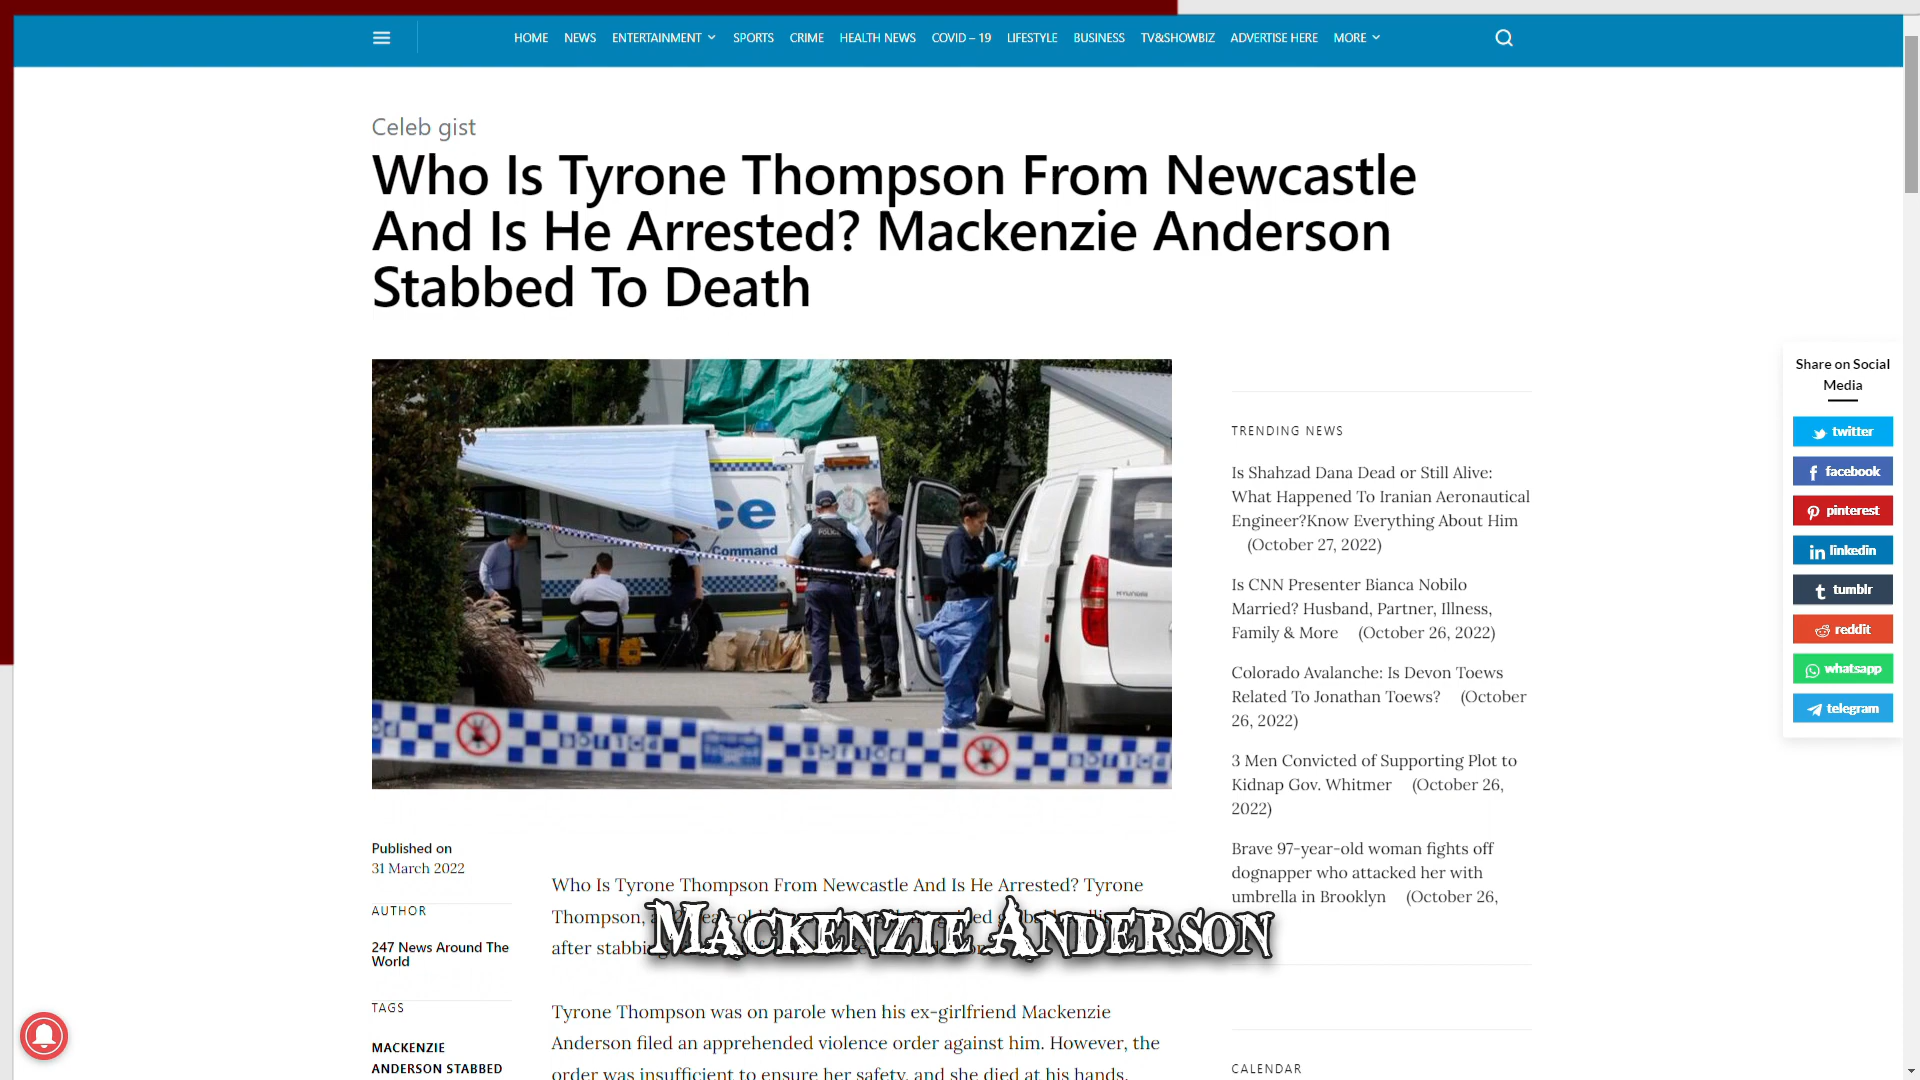 HOME NEWS ENTERTAINMENT SPORTS CRIME HEALTH NEWS COVID – 19 LIFESTYLE BUSINESS TV&SHOWBIZ ADVERTISE HERE MORE
Celeb gist
Who Is Tyrone Thompson From Newcastle
And Is He Arrested? Mackenzie Anderson
Stabbed To Death
ce
Command
POLICE
HYUNDAI
Published on
31 March 2022
AUTHOR
247 News Around The
World
TAGS
MACKENZIE
ANDERSON STABBED
Who Is Tyrone Thompson From Newcastle And Is He Arrested? Tyrone
Thompson,
after
Mackenzie Anderson
Tyrone Thompson was on parole when his ex-girlfriend Mackenzie
Anderson filed an apprehended violence order against him. However, the
order was insufficient to ensure her safety, and she died at his hands.
TRENDING NEWS
Is Shahzad Dana Dead or Still Alive:
What Happened To Iranian Aeronautical
Engineer?Know Everything About Him
(October 27, 2022)
Is CNN Presenter Bianca Nobilo
Married? Husband, Partner, Illness,
Family & More (October 26, 2022)
Colorado Avalanche: Is Devon Toews
Related To Jonathan Toews? (October
26, 2022)
3 Men Convicted of Supporting Plot to
Kidnap Gov. Whitmer (October 26,
2022)
Brave 97-year-old woman fights off
dognapper who attacked her with
umbrella in Brooklyn (October 26,
CALENDAR
Share on Social
Media
twitter
facebook
pinterest
linkedin
tumblr
reddit
whatsapp
telegram